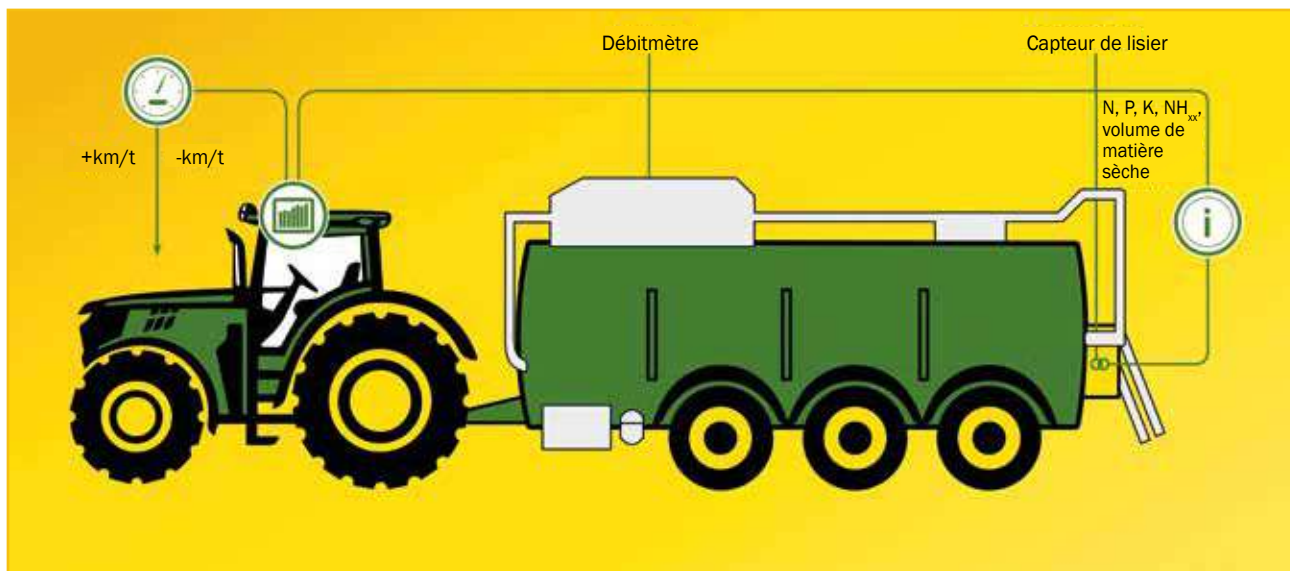 Débitmètre
Capteur de lisier
N, P, K, NHxx,
volume de
matière
sèche
+km/t -km/t
i